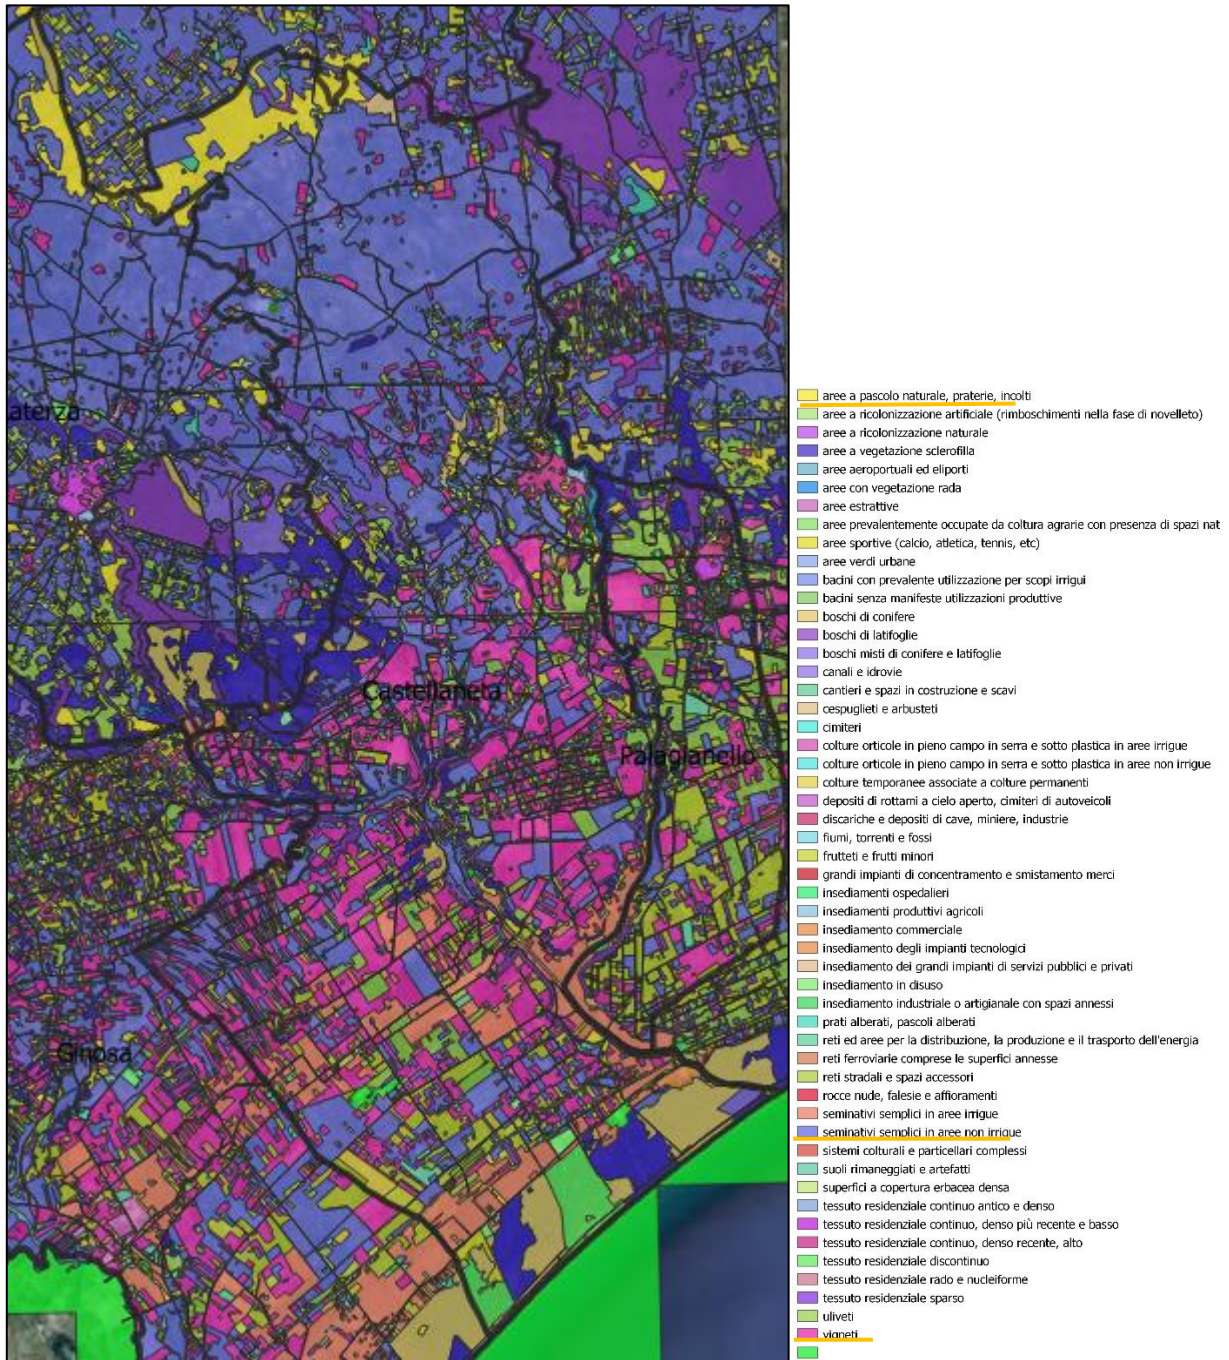 aterza
Castellaneta
Palagianello
Ginosa
aree a pascolo naturale, praterie, incolti
aree a ricolonizzazione artificiale (rimboschimenti nella fase di novelleto)
aree a ricolonizzazione naturale
aree a vegetazione sclerofilla
aree aeroportuali ed eliporti
aree con vegetazione rada
aree estrattive
aree prevalentemente occupate da coltura agrarie con presenza di spazi nat
aree sportive (calcio, atletica, tennis, etc)
aree verdi urbane
bacini con prevalente utilizzazione per scopi irrigui
bacini senza manifeste utilizzazioni produttive
boschi di conifere
boschi di latifoglie
boschi misti di conifere e latifoglie
canali e idrovie
cantieri e spazi in costruzione e scavi
cespuglieti e arbusteti
cimiteri
colture orticole in pieno campo in serra e sotto plastica in aree irrigue
colture orticole in pieno campo in serra e sotto plastica in aree non irrigue
colture temporanee associate a colture permanenti
depositi di rottami a cielo aperto, cimiteri di autoveicoli
discariche e depositi di cave, miniere, industrie
fiumi, torrenti e fossi
frutteti e frutti minori
grandi impianti di concentramento e smistamento merci
insediamenti ospedalieri
insediamenti produttivi agricoli
insediamento commerciale
insediamento degli impianti tecnologici
insediamento dei grandi impianti di servizi pubblici e privati
insediamento in disuso
insediamento industriale o artigianale con spazi annessi
prati alberati, pascoli alberati
reti ed aree per la distribuzione, la produzione e il trasporto dell'energia
reti ferroviarie comprese le superfici annesse
reti stradali e spazi accessori
rocce nude, falesie e affioramenti
seminativi semplici in aree irrigue
seminativi semplici in aree non irrigue
sistemi colturali e particellari complessi
suoli rimaneggiati e artefatti
superfici a copertura erbacea densa
tessuto residenziale continuo antico e denso
tessuto residenziale continuo, denso più recente e basso
tessuto residenziale continuo, denso recente, alto
tessuto residenziale discontinuo
tessuto residenziale rado e nucleiforme
tessuto residenziale sparso
uliveti
vigneti